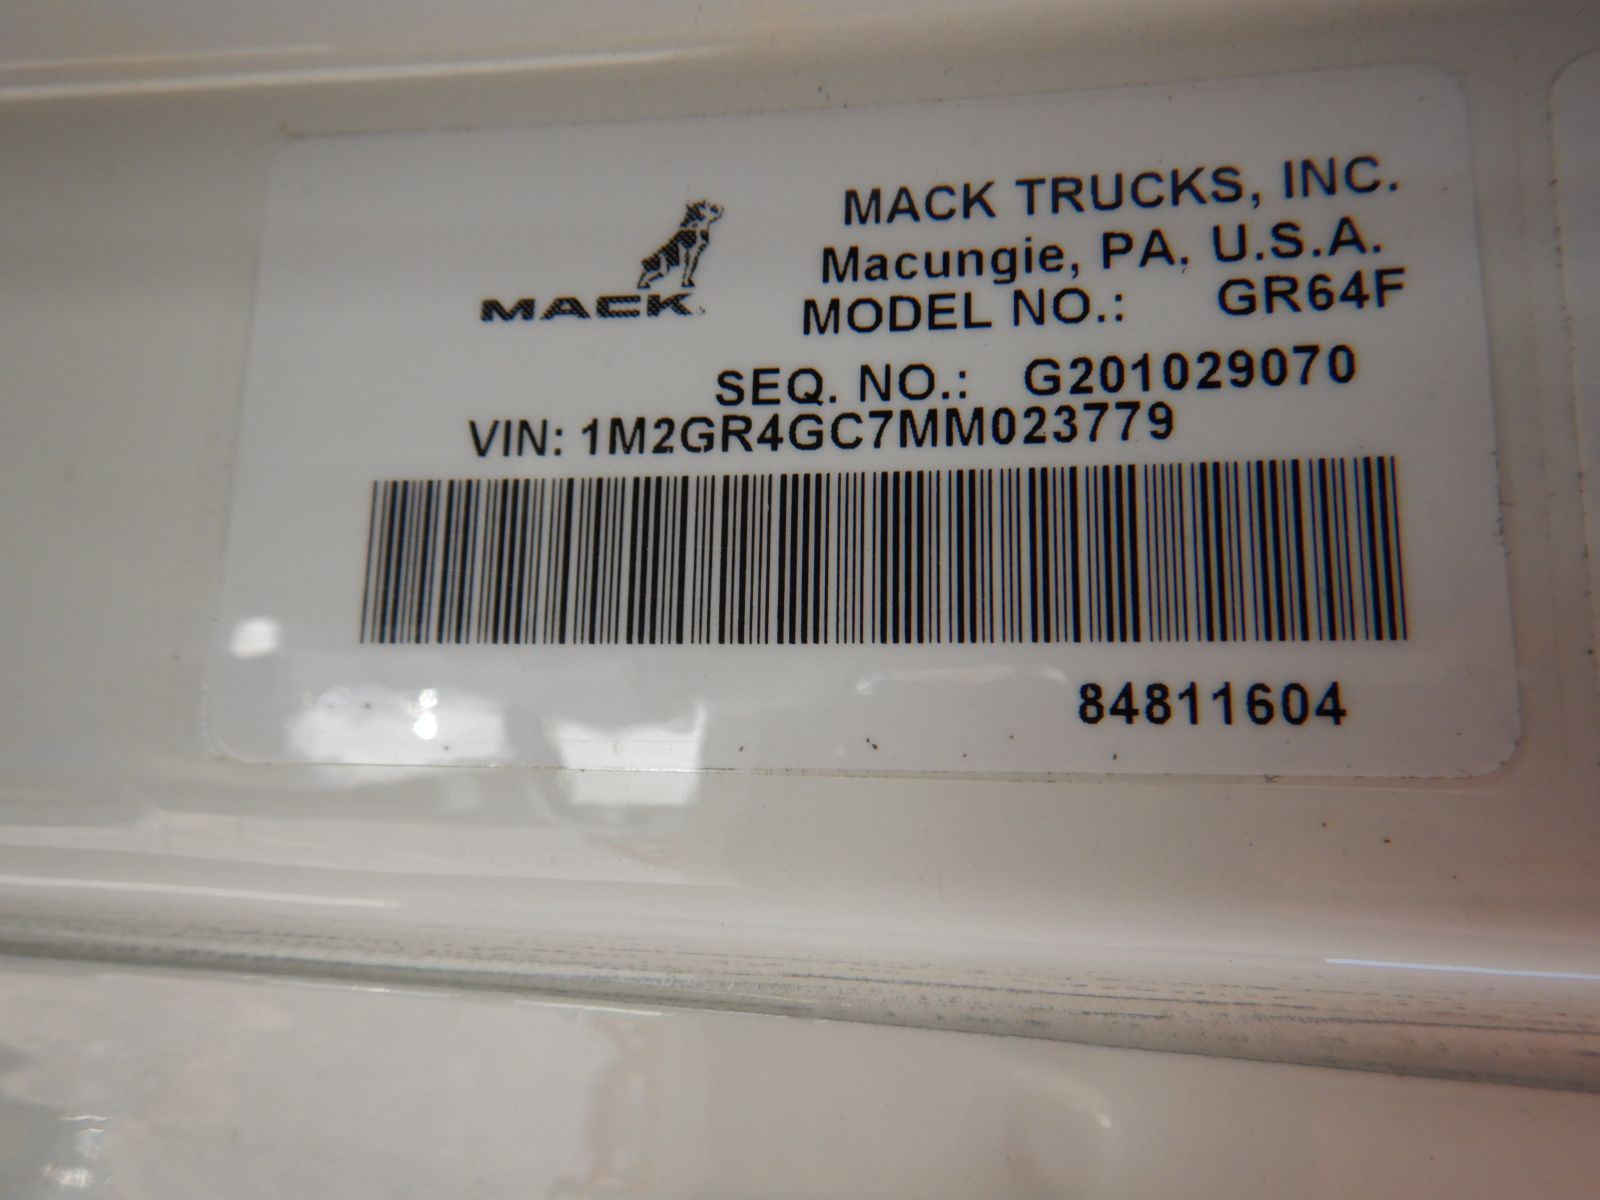 MACK
MACK TRUCKS, INC.
Macungie, PA, U.S.A.
MODEL NO.: GR64F
SEQ. NO.: G201029070
VIN: 1M2GR4GC7MM023779
84811604